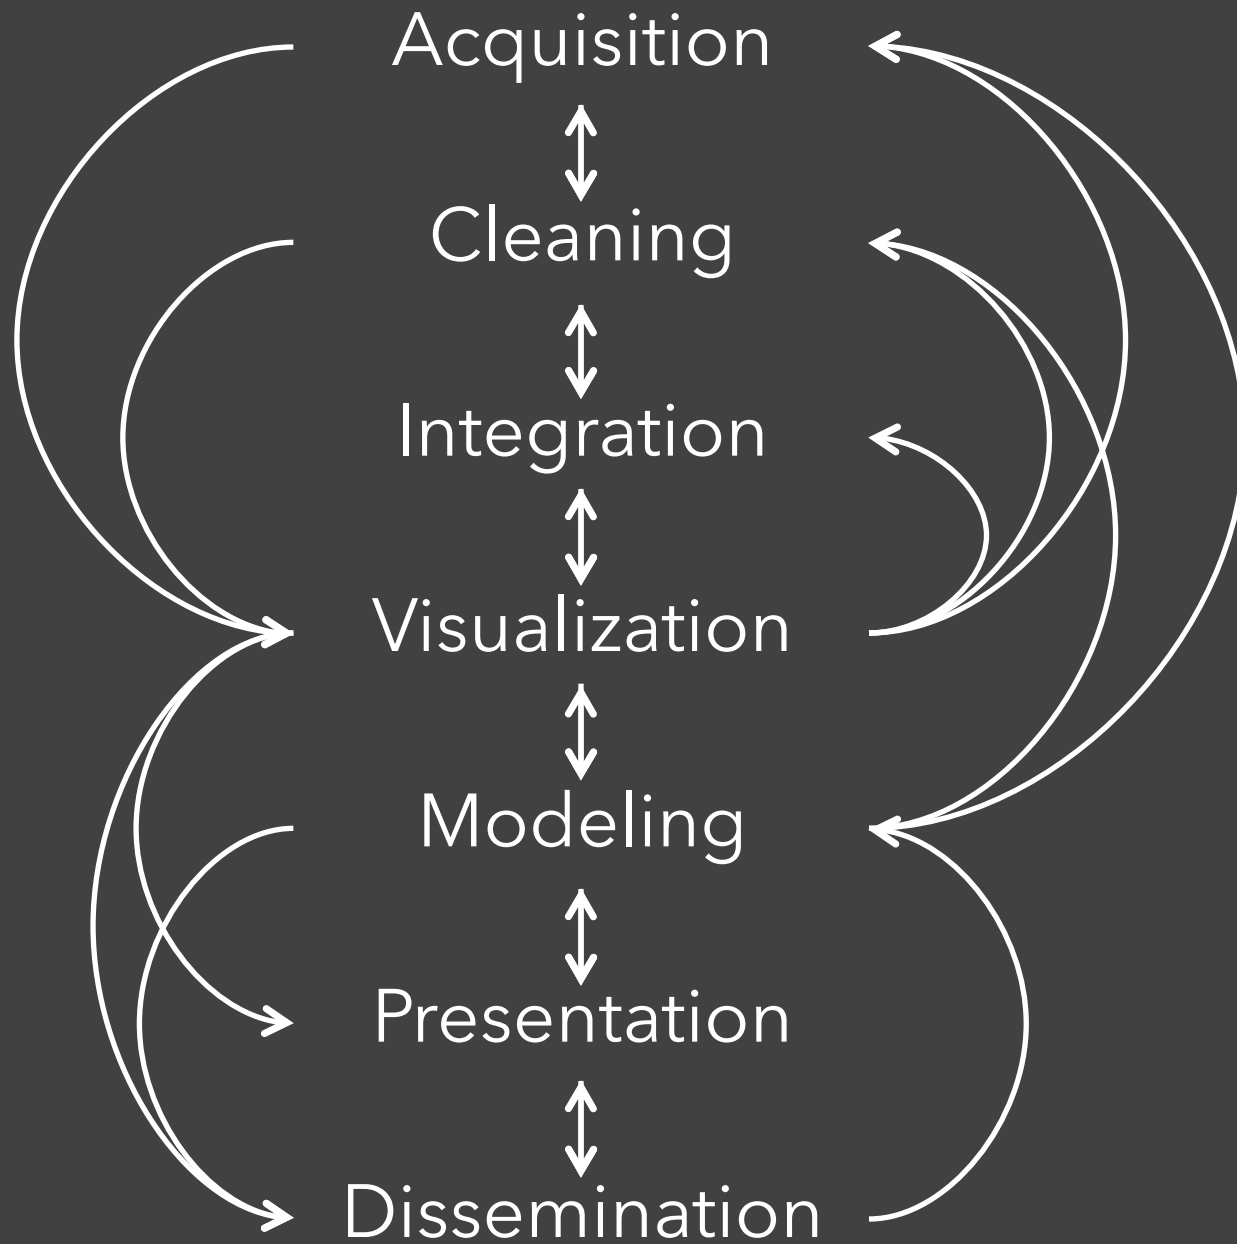 Acquisition
Cleaning
Integration
Visualization
Modeling
Presentation
Dissemination